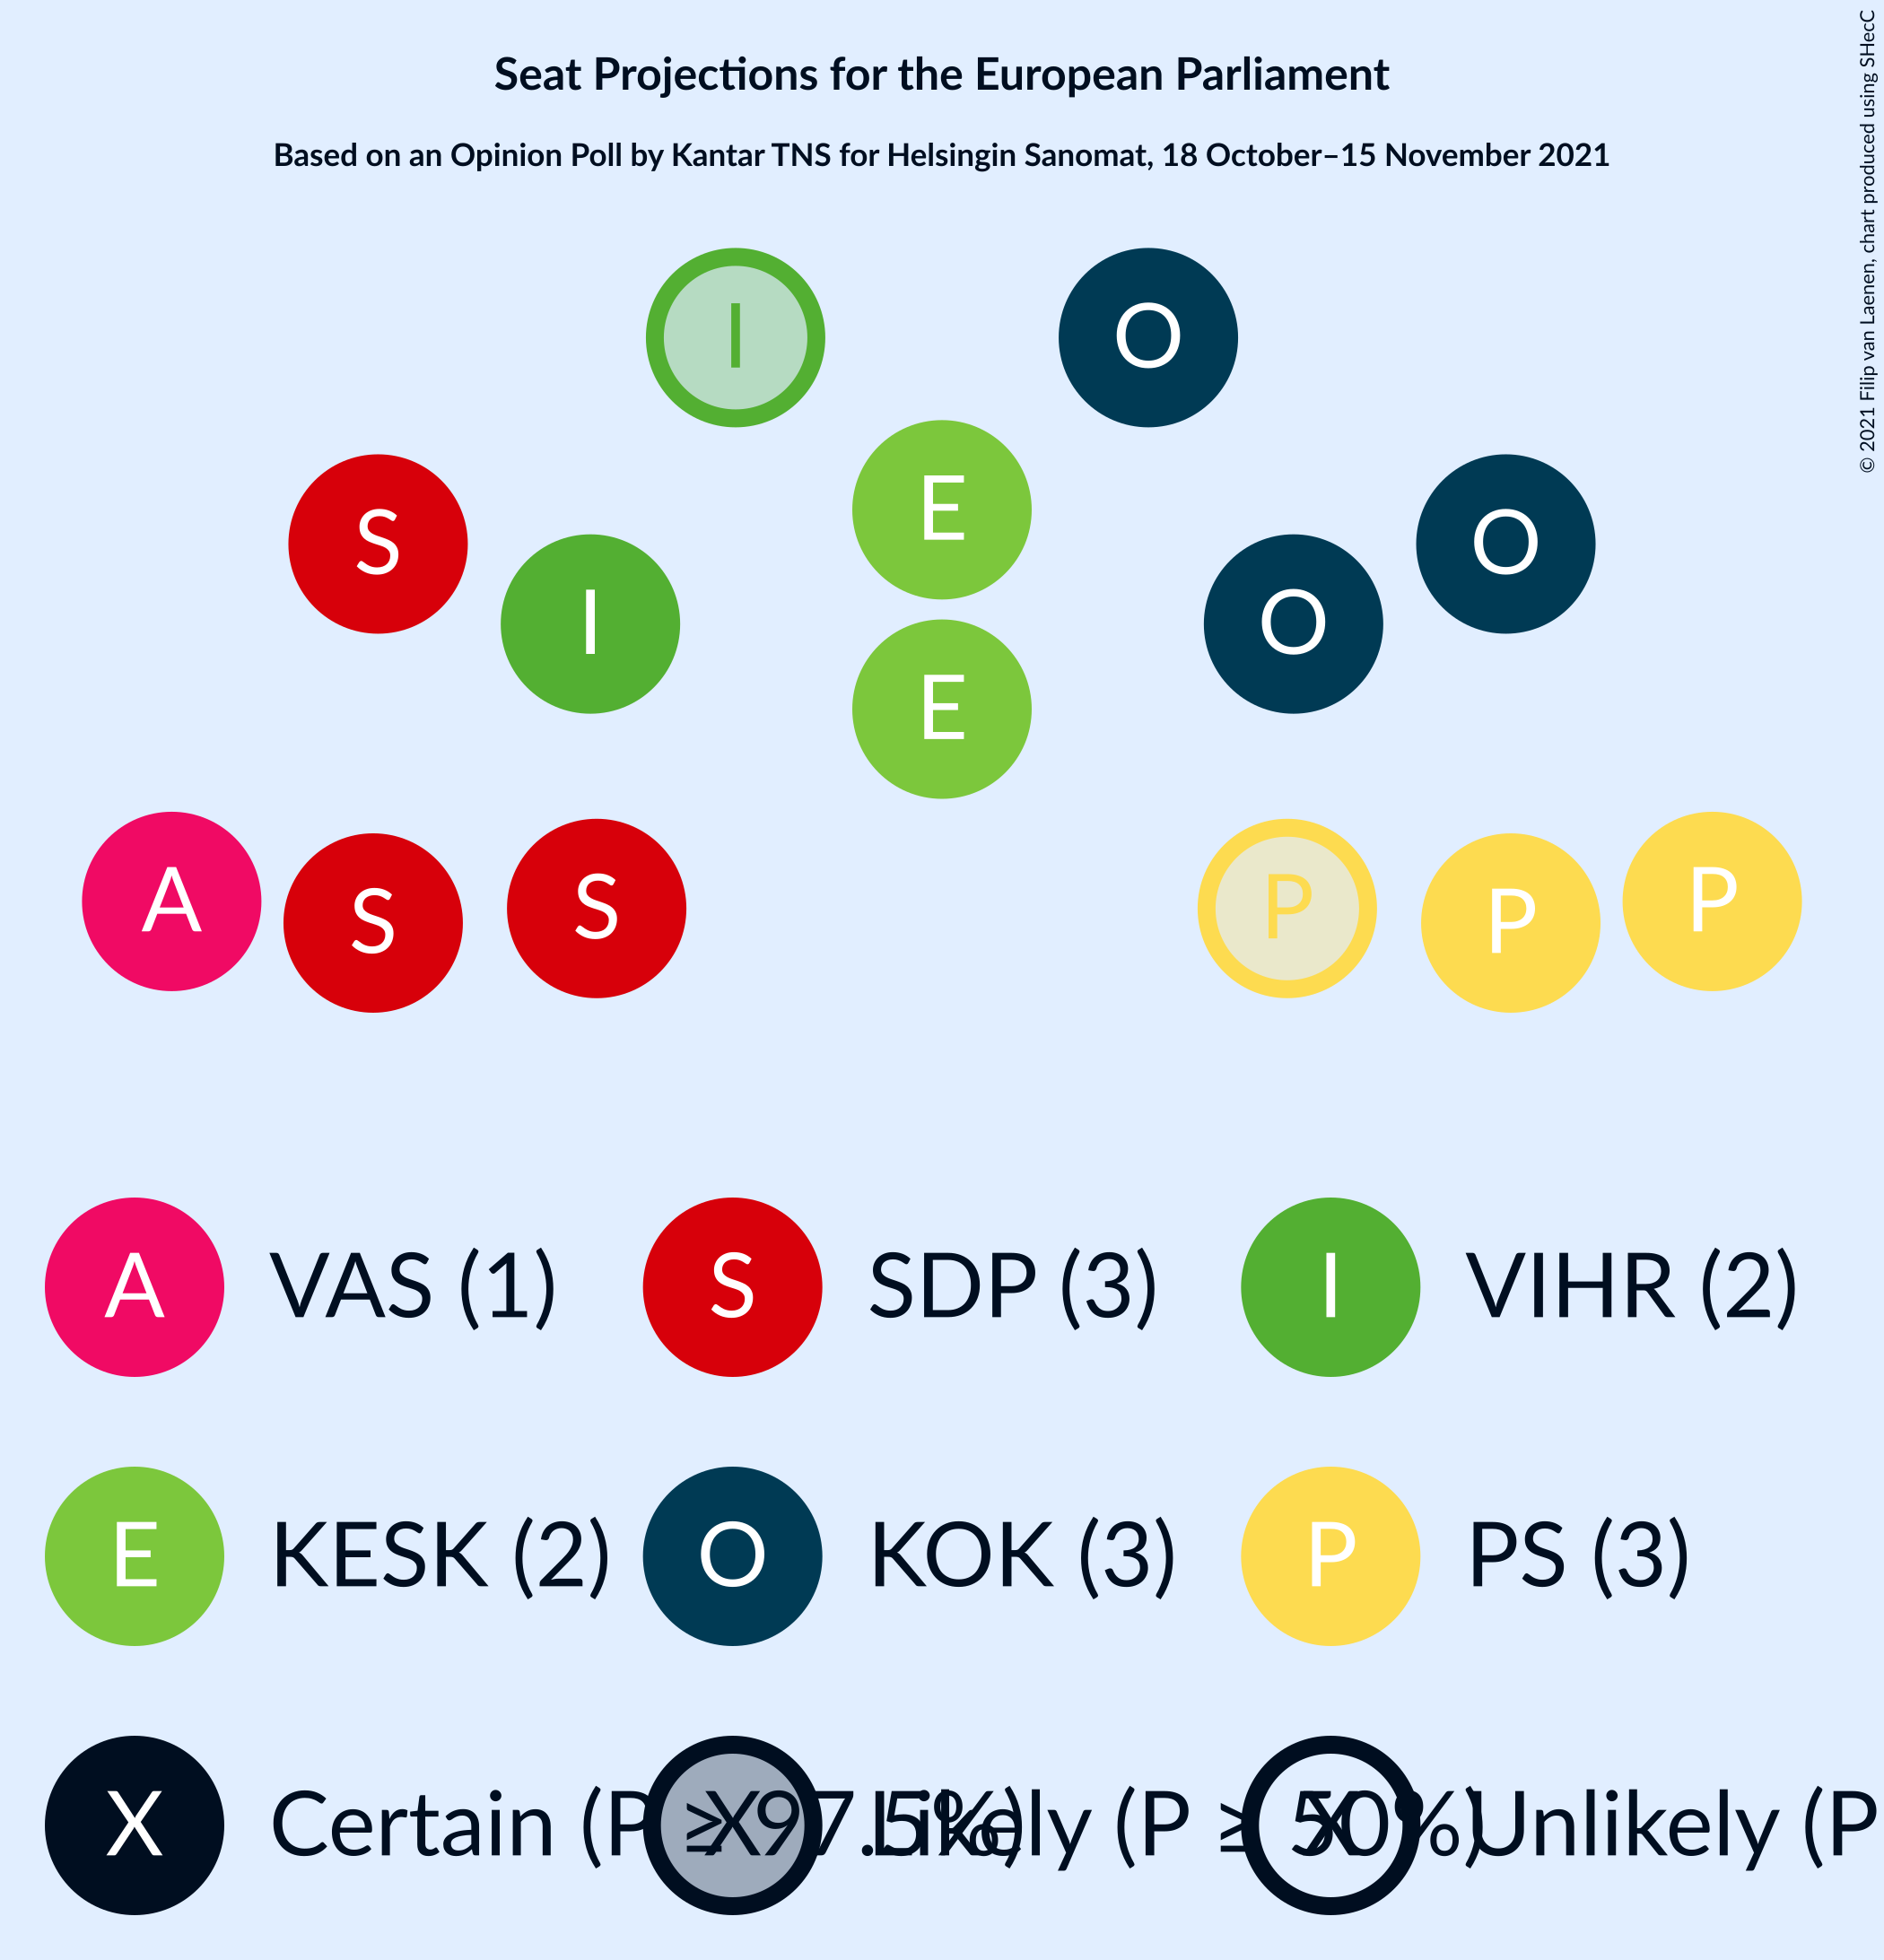 Seat Projections for the European Parliament
Based on an Opinion Poll by Kantar TNS for Helsingin Sanomat, 18 October–15 November 2021
© 2021 Filip van Laenen, chart produced using SHecC
I O
E
S O
I O
E
A P
S P
S P
A VAS (1) S SDP (3) I VIHR (2)
E KESK (2) O KOK (3) P PS (3)
X Certain (P ≥ 97.5%) X Likely (P ≥ 50%) X Unlikely (P